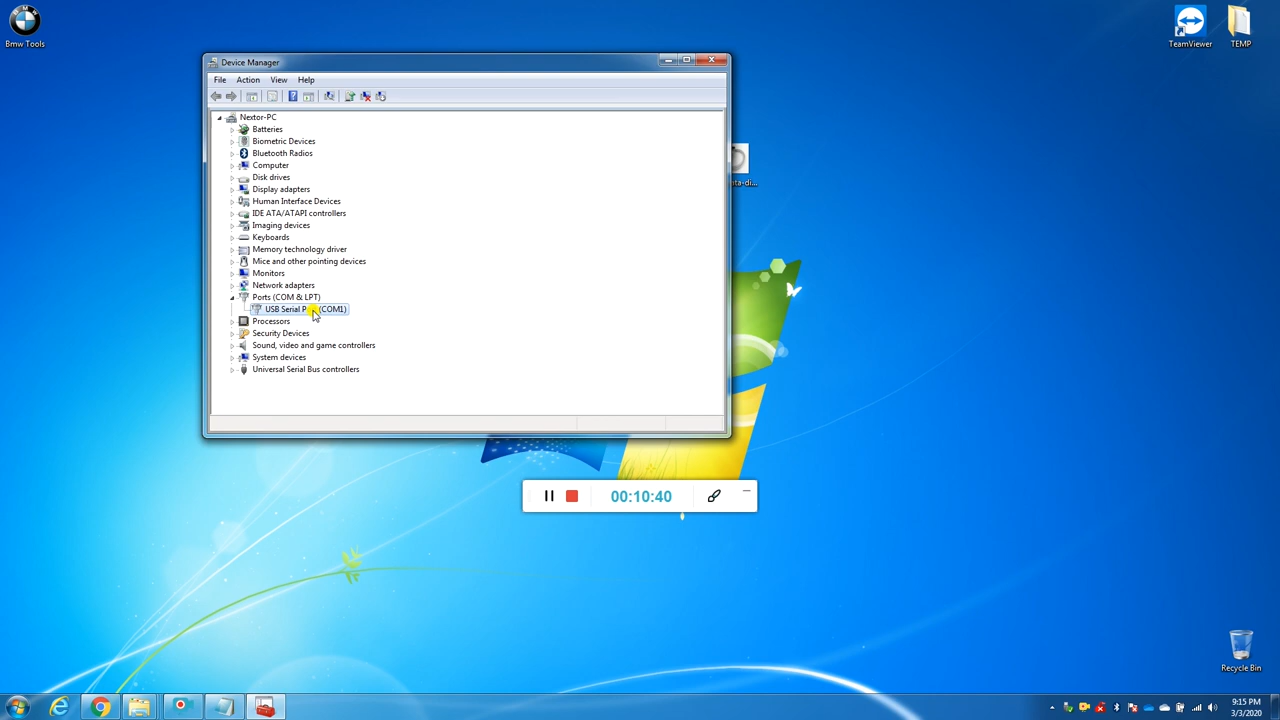 Bmw Tools
TeamViewer
TEMP
Device Manager
File Action View Help
Nextor-PC
Batteries
Biometric Devices
Bluetooth Radios
Computer
Disk drives
Display adapters
Human Interface Devices
IDE ATA/ATAPI controllers
Imaging devices
Keyboards
Memory technology driver
Mice and other pointing devices
Monitors
Network adapters
Ports (COM & LPT)
USB Serial P (COM1)
Processors
Security Devices
Sound, video and game controllers
System devices
Universal Serial Bus controllers
00:10:40
Recycle Bin
9:15 PM
3/3/2020